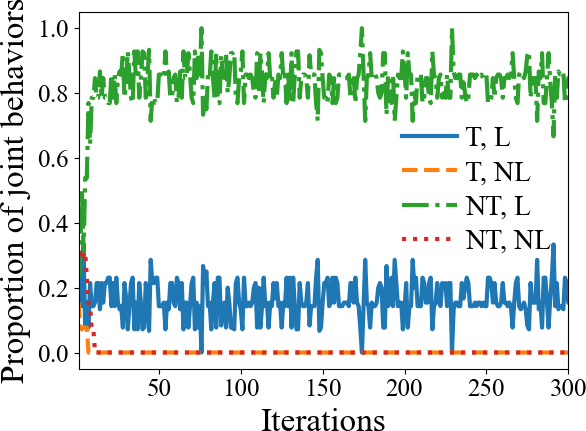 Proportion of joint behaviors
1.0
0.8
0.6
0.4
0.2
0.0
T, L
T, NL
NT, L
NT, NL
50
100
150
200
250
300
Iterations